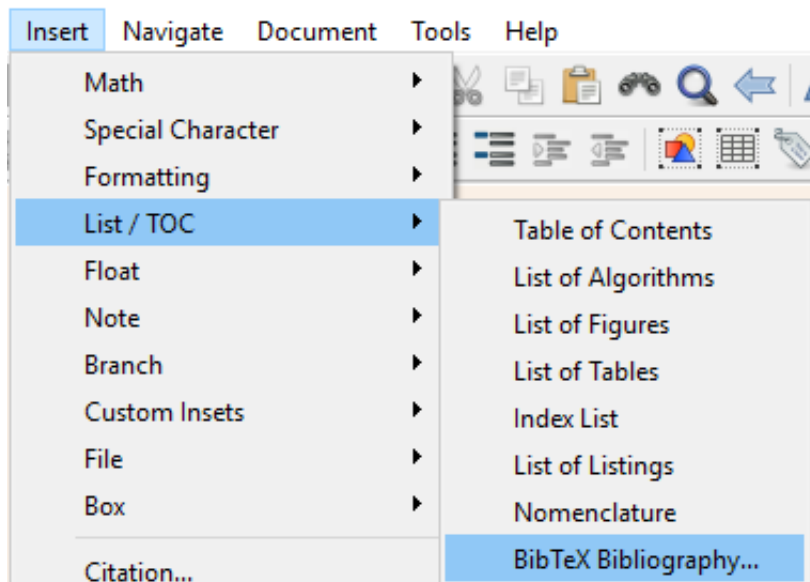 Insert Navigate Document Tools Help
Math
Special Character
Formatting
List / TOC
Float
Note
Branch
Custom Insets
File
Box
Citation...
Table of Contents
List of Algorithms
List of Figures
List of Tables
Index List
List of Listings
Nomenclature
BibTeX Bibliography...